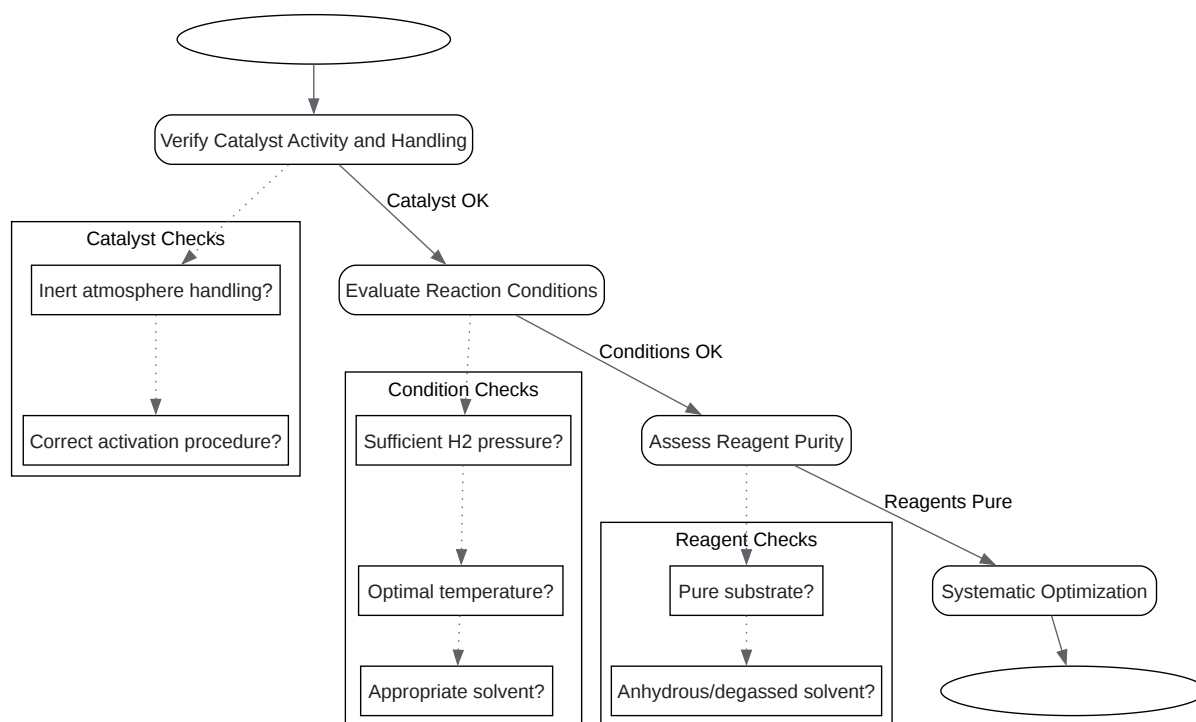 Verify Catalyst Activity and Handling
Catalyst OK
Catalyst Checks
Inert atmosphere handling?
Correct activation procedure?
Evaluate Reaction Conditions
Conditions OK
Condition Checks
Sufficient H2 pressure?
Optimal temperature?
Appropriate solvent?
Assess Reagent Purity
Reagents Pure
Reagent Checks
Pure substrate?
Anhydrous/degassed solvent?
Systematic Optimization